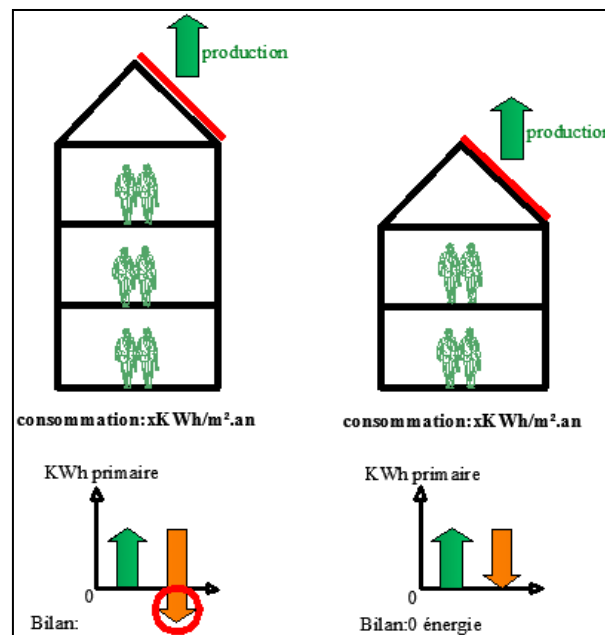 production
production
consommation:xKWh/m².an
consommation:xKWh/m².an
KWh primaire
KWh primaire
0
0
Bilan:
Bilan:0 énergie